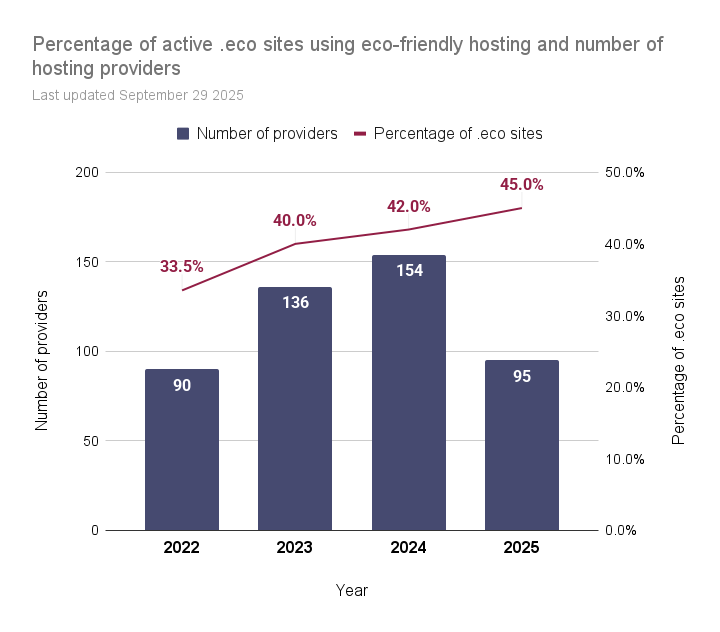 Percentage of active .eco sites using eco-friendly hosting and number of
hosting providers
Last updated September 29 2025
Number of providers
Percentage of .eco sites
200
150
100
50
0
Number of providers
50.0%
40.0%
30.0%
20.0%
10.0%
0.0%
Percentage of .eco sites
33.5%
40.0%
42.0%
45.0%
90
136
154
95
2022
2023
2024
2025
Year